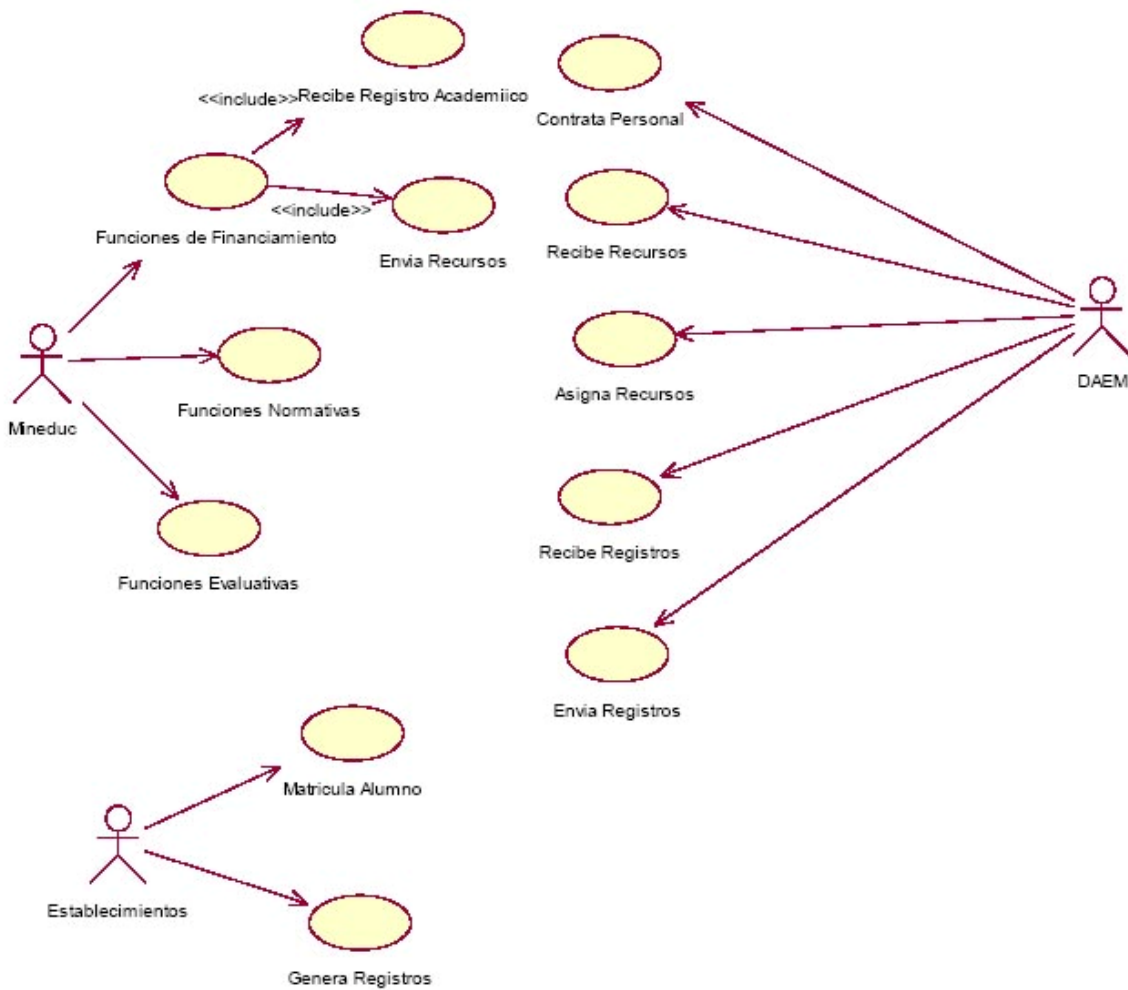 <<include>>
Recibe Registro Academiico
Contrata Personal
<<include>>
Funciones de Financiamiento
Envia Recursos
Recibe Recursos
Mineduc
Funciones Normativas
Asigna Recursos
DAEM
Funciones Evaluativas
Recibe Registros
Envia Registros
Matricula Alumno
Establecimientos
Genera Registros